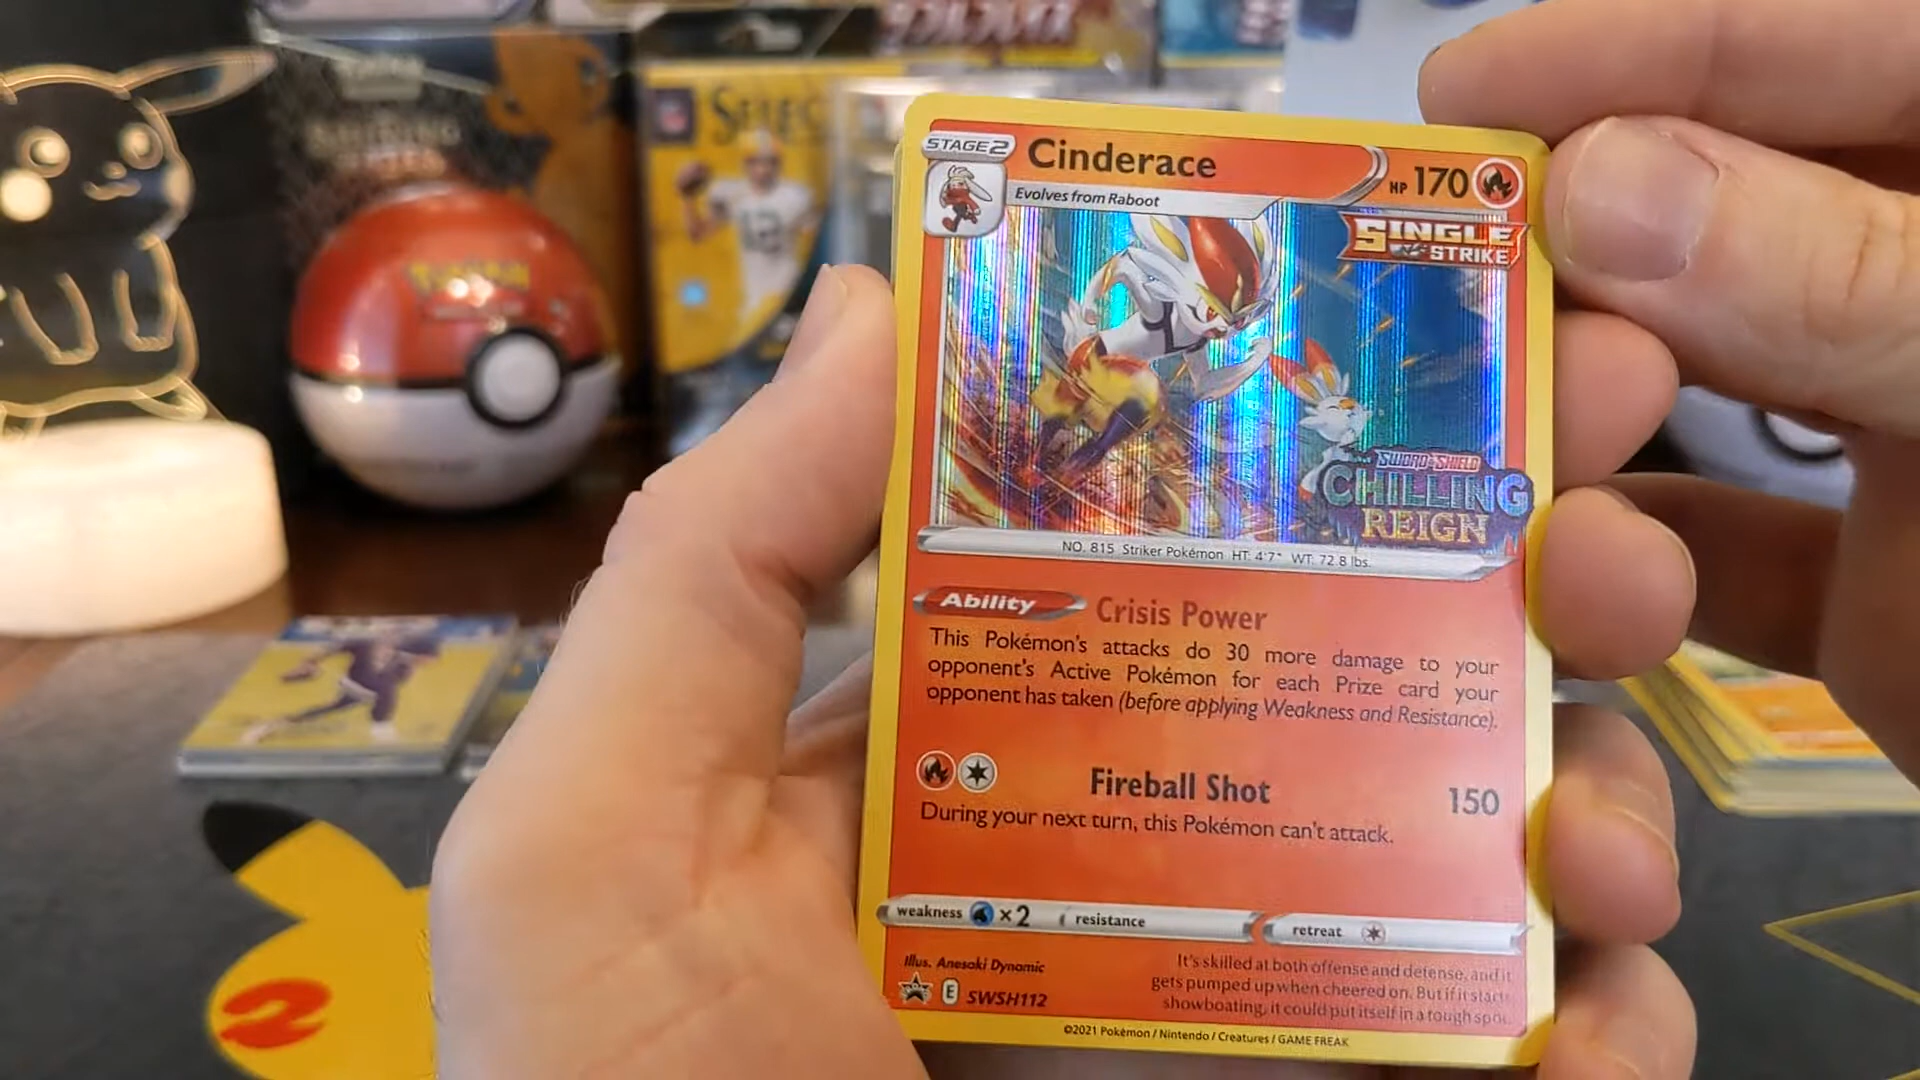 STAGE 2
Cinderace
HP 170
Evolves from Raboot
SINGLE
STRIKE
SWORD & SHIELD
CHILLING
REIGN
NO. 815 Striker Pokémon HT: 4'7" WT: 72.8 lbs.
Ability Crisis Power
This Pokémon's attacks do 30 more damage to your
opponent's Active Pokémon for each Prize card your
opponent has taken (before applying Weakness and Resistance).
Fireball Shot 150
During your next turn, this Pokémon can't attack.
weakness ×2 resistance retreat
Illus. Anesaki Dynamic
E SWSH112
It's skilled at both offense and defense, and it
gets pumped up when cheered on. But if it starts
showboating, it could put itself in a tough spot.
©2021 Pokémon / Nintendo / Creatures / GAME FREAK
POKÉMON
SELEC
12